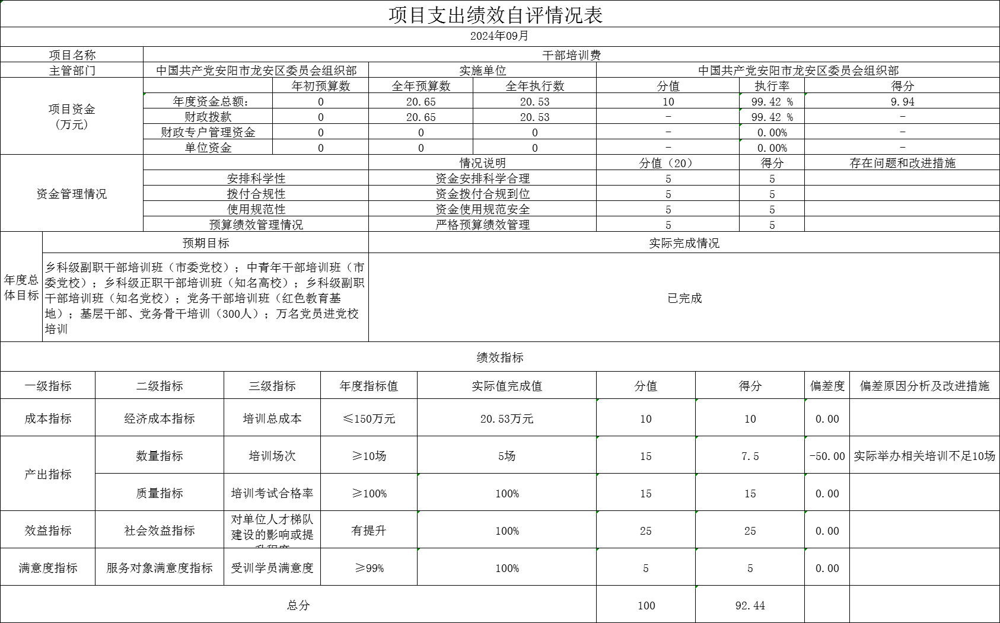 项目支出绩效自评情况表
2024年09月
项目名称 干部培训费
主管部门 中国共产党安阳市龙安区委员会组织部 实施单位 中国共产党安阳市龙安区委员会组织部
项目资金
(万元)
年初预算数 全年预算数 全年执行数 分值 执行率 得分
年度资金总额： 0 20.65 20.53 10 99.42 % 9.94
财政拨款 0 20.65 20.53 - 99.42 % -
财政专户管理资金 0 0 0 - 0.00% -
单位资金 0 0 0 - 0.00% -
资金管理情况
情况说明 分值（20） 得分 存在问题和改进措施
安排科学性 资金安排科学合理 5 5
拨付合规性 资金拨付合规到位 5 5
使用规范性 资金使用规范安全 5 5
预算绩效管理情况 严格预算绩效管理 5 5
年度总
体目标
预期目标 实际完成情况
乡科级副职干部培训班（市委党校）；中青年干部培训班（市
委党校）；乡科级正职干部培训班（知名高校）；乡科级副职
干部培训班（知名党校）；党务干部培训班（红色教育基
地）；基层干部、党务骨干培训（300人）；万名党员进党校
培训
已完成
绩效指标
一级指标 二级指标 三级指标 年度指标值 实际值完成值 分值 得分 偏差度 偏差原因分析及改进措施
成本指标 经济成本指标 培训总成本 ≤150万元 20.53万元 10 10 0.00
产出指标
数量指标 培训场次 ≥10场 5场 15 7.5 -50.00 实际举办相关培训不足10场
质量指标 培训考试合格率 ≥100% 100% 15 15 0.00
效益指标 社会效益指标
对单位人才梯队
建设的影响或提
有提升 100% 25 25 0.00
满意度指标 服务对象满意度指标 受训学员满意度 ≥99% 100% 5 5 0.00
总分 100 92.44